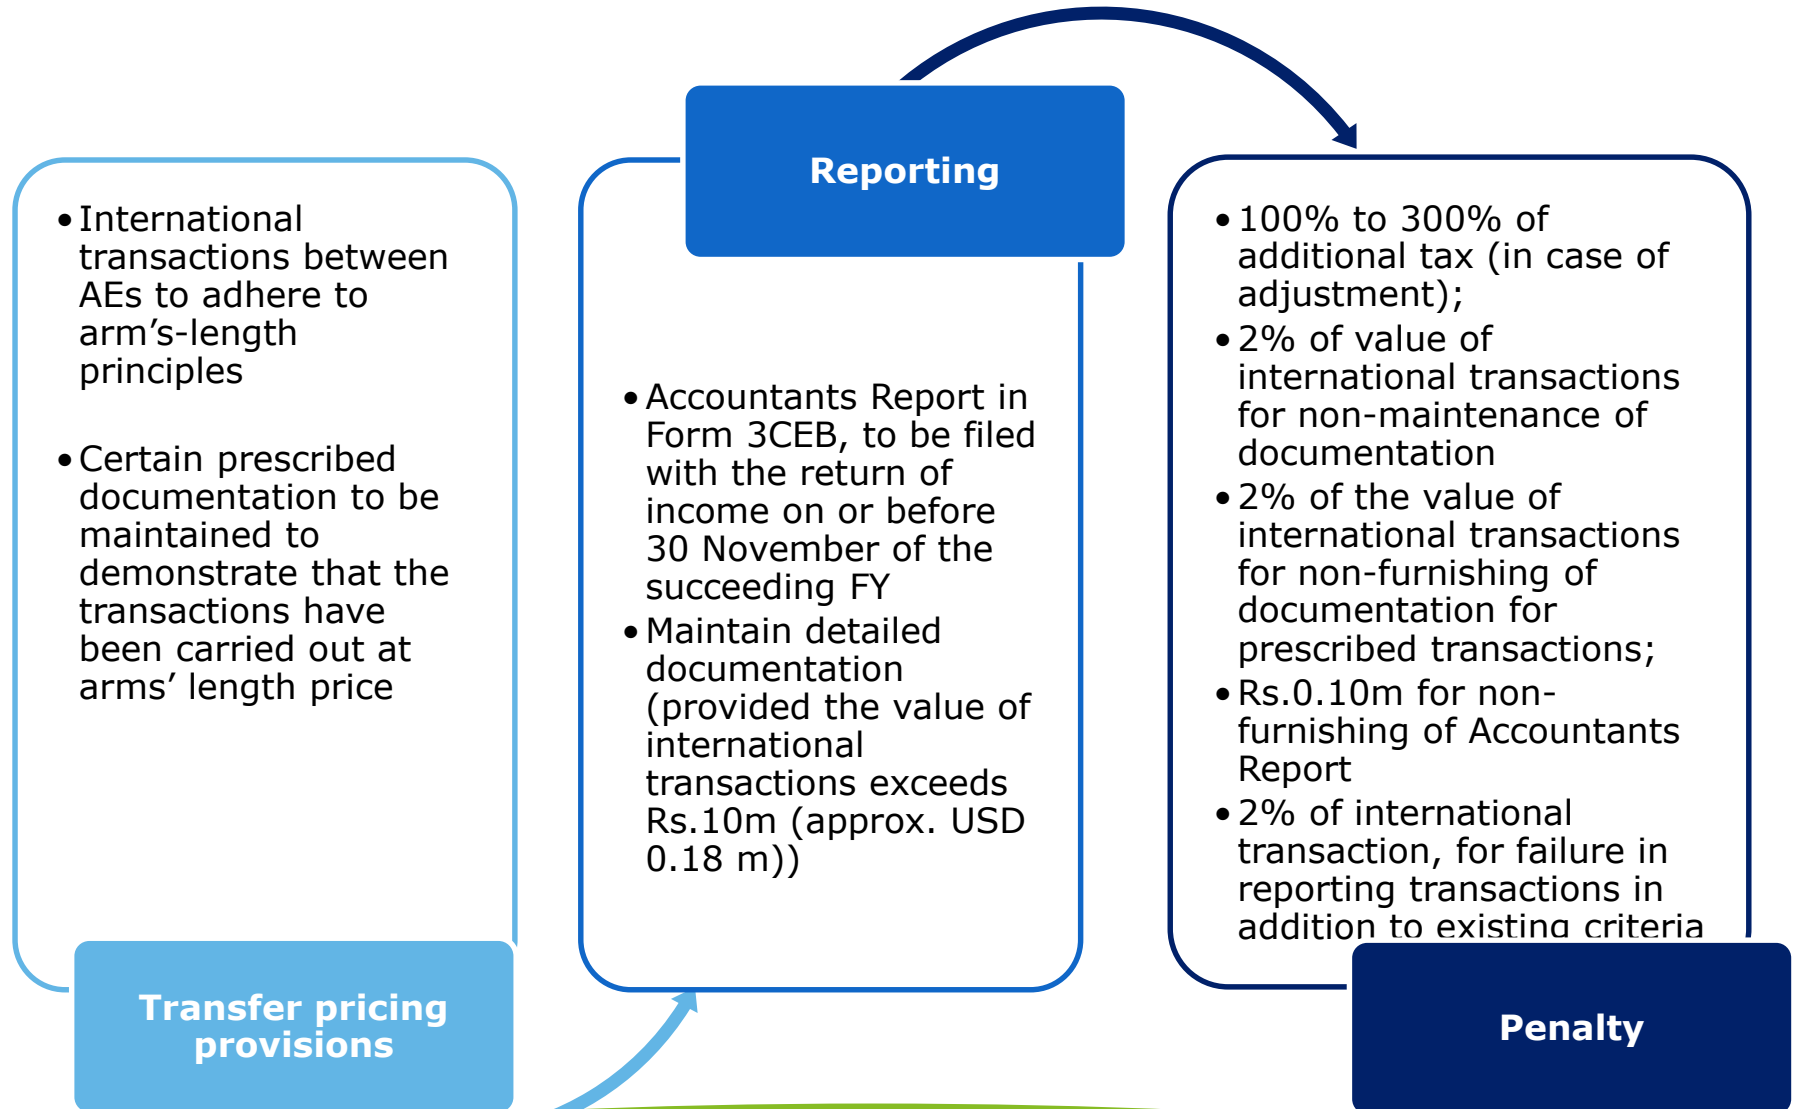 • International
transactions between
AEs to adhere to
arm’s-length
principles
• Certain prescribed
documentation to be
maintained to
demonstrate that the
transactions have
been carried out at
arms’ length price
Transfer pricing
provisions
Reporting
• Accountants Report in
Form 3CEB, to be filed
with the return of
income on or before
30 November of the
succeeding FY
• Maintain detailed
documentation
(provided the value of
international
transactions exceeds
Rs.10m (approx. USD
0.18 m))
• 100% to 300% of
additional tax (in case of
adjustment);
• 2% of value of
international transactions
for non-maintenance of
documentation
• 2% of the value of
international transactions
for non-furnishing of
documentation for
prescribed transactions;
• Rs.0.10m for non-
furnishing of Accountants
Report
• 2% of international
transaction, for failure in
reporting transactions in
addition to existing criteria
Penalty